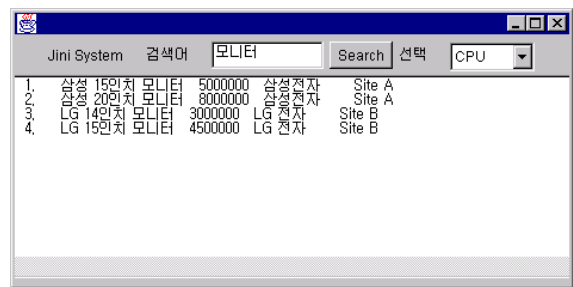 Jini System 검색어 모니터 Search 선택 CPU
1. 삼성 15인치 모니터 5000000 삼성전자 Site A
2. 삼성 20인치 모니터 8000000 삼성전자 Site A
3. LG 14인치 모니터 3000000 LG 전자 Site B
4. LG 15인치 모니터 4500000 LG 전자 Site B